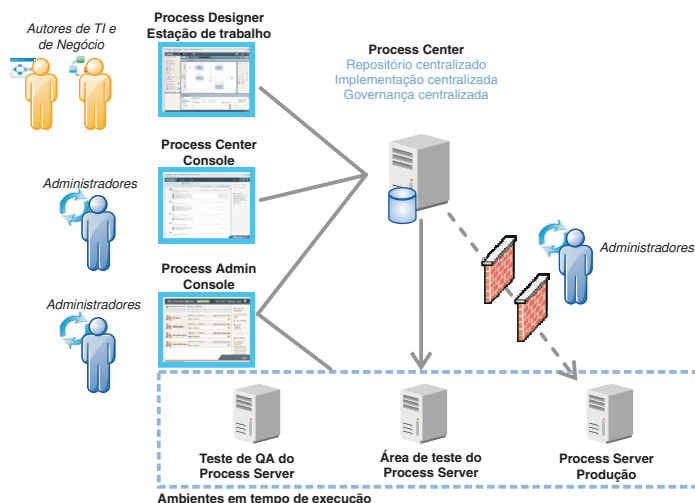 Autores de TI e
de Negócio
Process Designer
Estação de trabalho
Process Center
Repositório centralizado
Implementação centralizada
Governança centralizada
Process Center
Console
Administradores
Administradores
Process Admin
Console
Administradores
Teste de QA do
Process Server
Área de teste do
Process Server
Process Server
Produção
Ambientes em tempo de execução